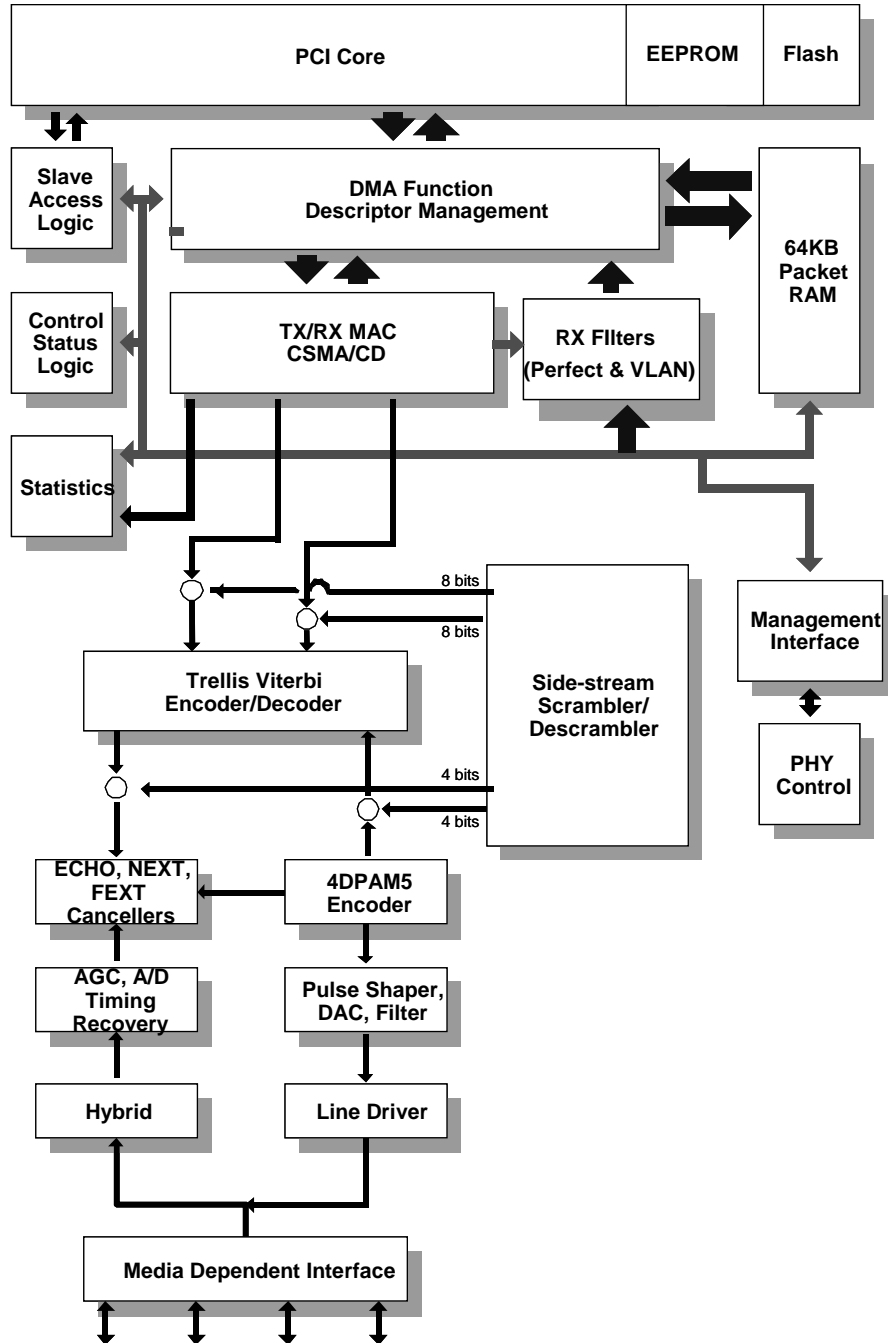 PCI Core
EEPROM
Flash
Slave
Access
Logic
DMA Function
Descriptor Management
64KB
Packet
RAM
Control
Status
Logic
TX/RX MAC
CSMA/CD
RX FIlters
(Perfect & VLAN)
Statistics
8 bits
8 bits
Management
Interface
Trellis Viterbi
Encoder/Decoder
Side-stream
Scrambler/
Descrambler
PHY
Control
4 bits
4 bits
ECHO, NEXT,
FEXT
Cancellers
4DPAM5
Encoder
AGC, A/D
Timing
Recovery
Pulse Shaper,
DAC, Filter
Hybrid
Line Driver
Media Dependent Interface